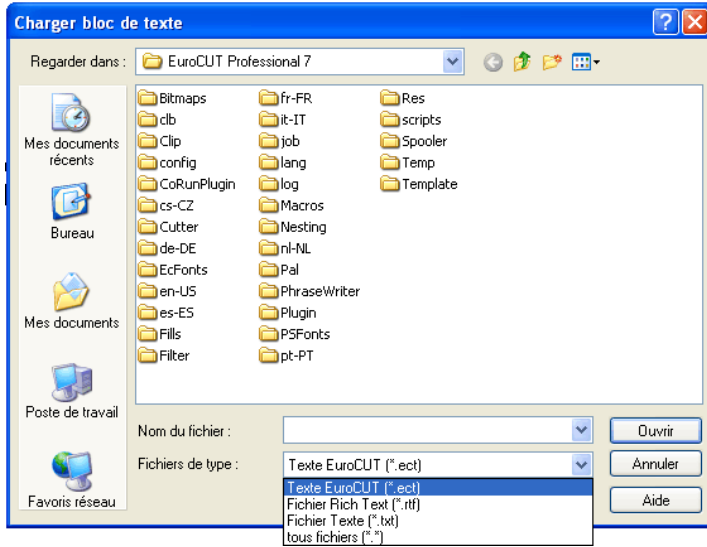 Charger bloc de texte
Regarder dans :
EuroCUT Professional 7
Mes documents
récents
Bureau
Mes documents
Poste de travail
Favoris réseau
Bitmaps
clb
Clip
config
CoRunPlugin
cs-CZ
Cutter
de-DE
EcFonts
en-US
es-ES
Fills
Filter
fr-FR
it-IT
job
lang
log
Macros
Nesting
nl-NL
Pal
PhraseWriter
Plugin
PSFonts
pt-PT
Res
scripts
Spooler
Temp
Template
Nom du fichier :
Ouvrir
Fichiers de type :
Texte EuroCUT (*.ect)
Annuler
Texte EuroCUT (*.ect)
Fichier Rich Text (*.rtf)
Fichier Texte (*.txt)
tous fichiers (*.*)
Aide